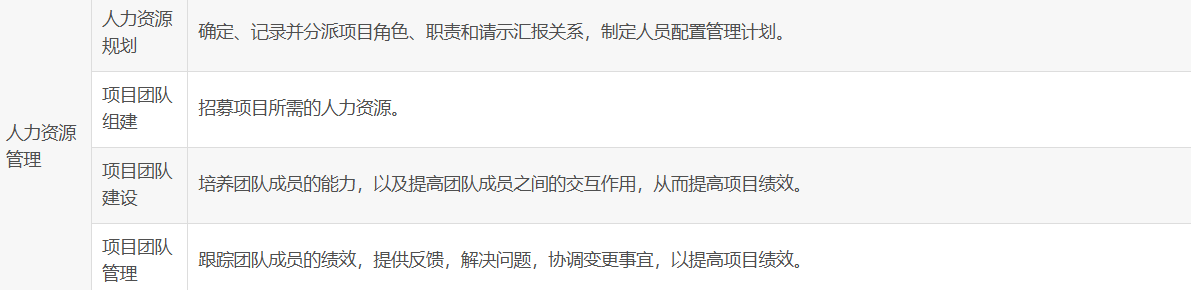 人力资源
规划
确定、记录并分派项目角色、职责和请示汇报关系，制定人员配置管理计划。
项目团队
组建
招募项目所需的人力资源。
人力资源
管理
项目团队
建设
培养团队成员的能力，以及提高团队成员之间的交互作用，从而提高项目绩效。
项目团队
管理
跟踪团队成员的绩效，提供反馈，解决问题，协调变更事宜，以提高项目绩效。